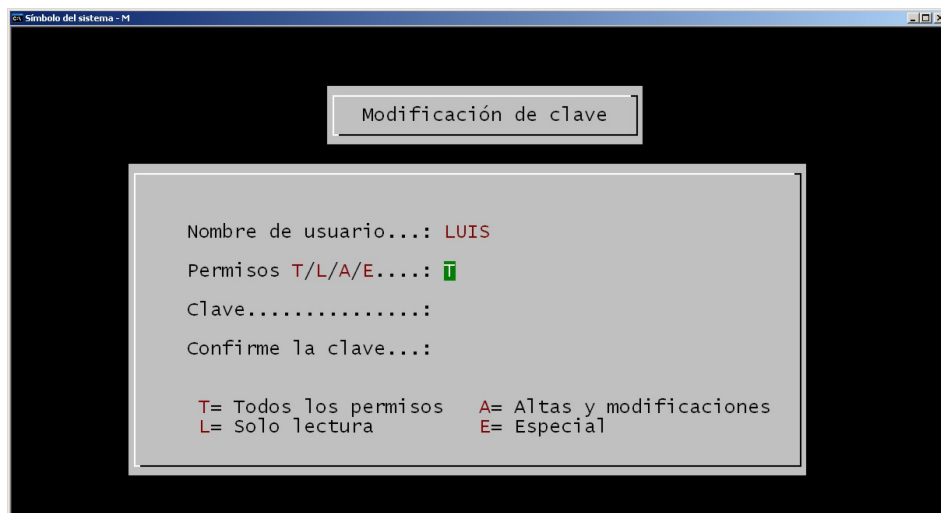 Símbolo del sistema - M
Modificación de clave
Nombre de usuario...: LUIS
Permisos T/L/A/E....: T
Clave...............:
Confirme la clave...:
T= Todos los permisos A= Altas y modificaciones
L= Solo lectura E= Especial